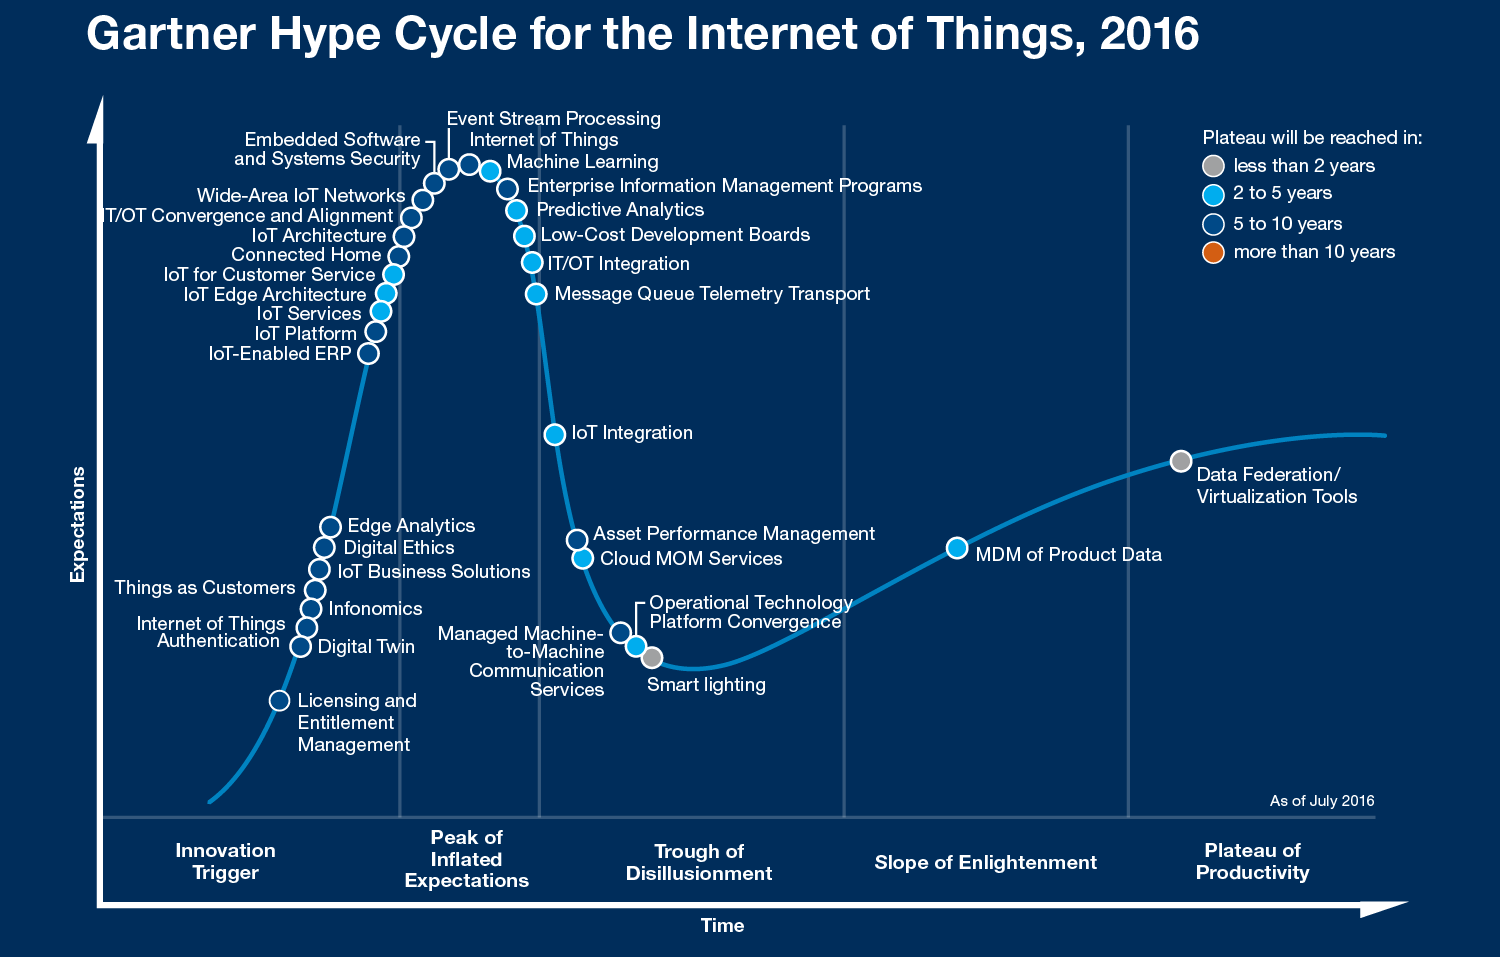 Gartner Hype Cycle for the Internet of Things, 2016
Plateau will be reached in:
less than 2 years
2 to 5 years
5 to 10 years
more than 10 years
Expectations
Event Stream Processing
Embedded Software
and Systems Security
Internet of Things
Machine Learning
Wide-Area IoT Networks
Enterprise Information Management Programs
IT/OT Convergence and Alignment
Predictive Analytics
IoT Architecture
Low-Cost Development Boards
Connected Home
IT/OT Integration
IoT for Customer Service
IoT Edge Architecture
Message Queue Telemetry Transport
IoT Services
IoT Platform
IoT-Enabled ERP
IoT Integration
Edge Analytics
Digital Ethics
IoT Business Solutions
Things as Customers
Infonomics
Internet of Things
Authentication
Digital Twin
Licensing and
Entitlement
Management
Asset Performance Management
Cloud MOM Services
Operational Technology
Platform Convergence
Managed Machine-
to-Machine
Communication
Services
Smart lighting
MDM of Product Data
Data Federation/
Virtualization Tools
As of July 2016
Innovation
Trigger
Peak of
Inflated
Expectations
Trough of
Disillusionment
Slope of Enlightenment
Plateau of
Productivity
Time